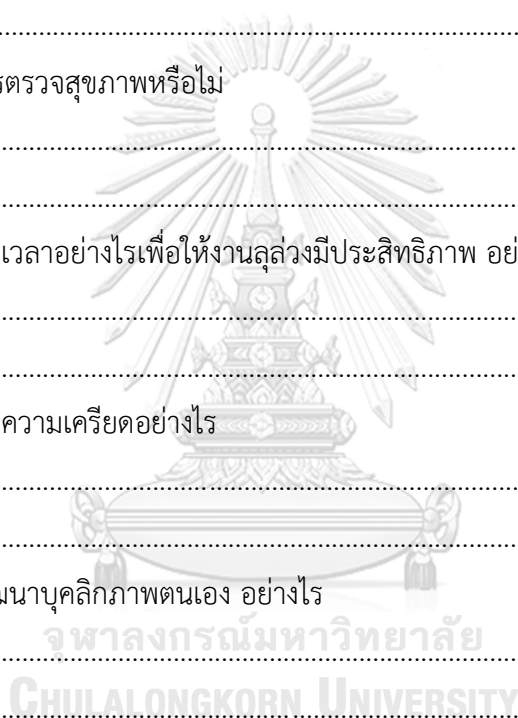 ..........................................................................................
รตรวจสุขภาพหรือไม่
..........................................................................................
..........................................................................................
เวลาอย่างไรเพื่อให้งานลุล่วงมีประสิทธิภาพ อย่
..........................................................................................
..........................................................................................
ความเครียดอย่างไร
..........................................................................................
..........................................................................................
ฒนาบุคลิกภาพตนเอง อย่างไร
จุฬาลงกรณ์มหาวิทยาลัย
..........................................................................................
CHULALONGKORN UNIVERSITY
..........................................................................................